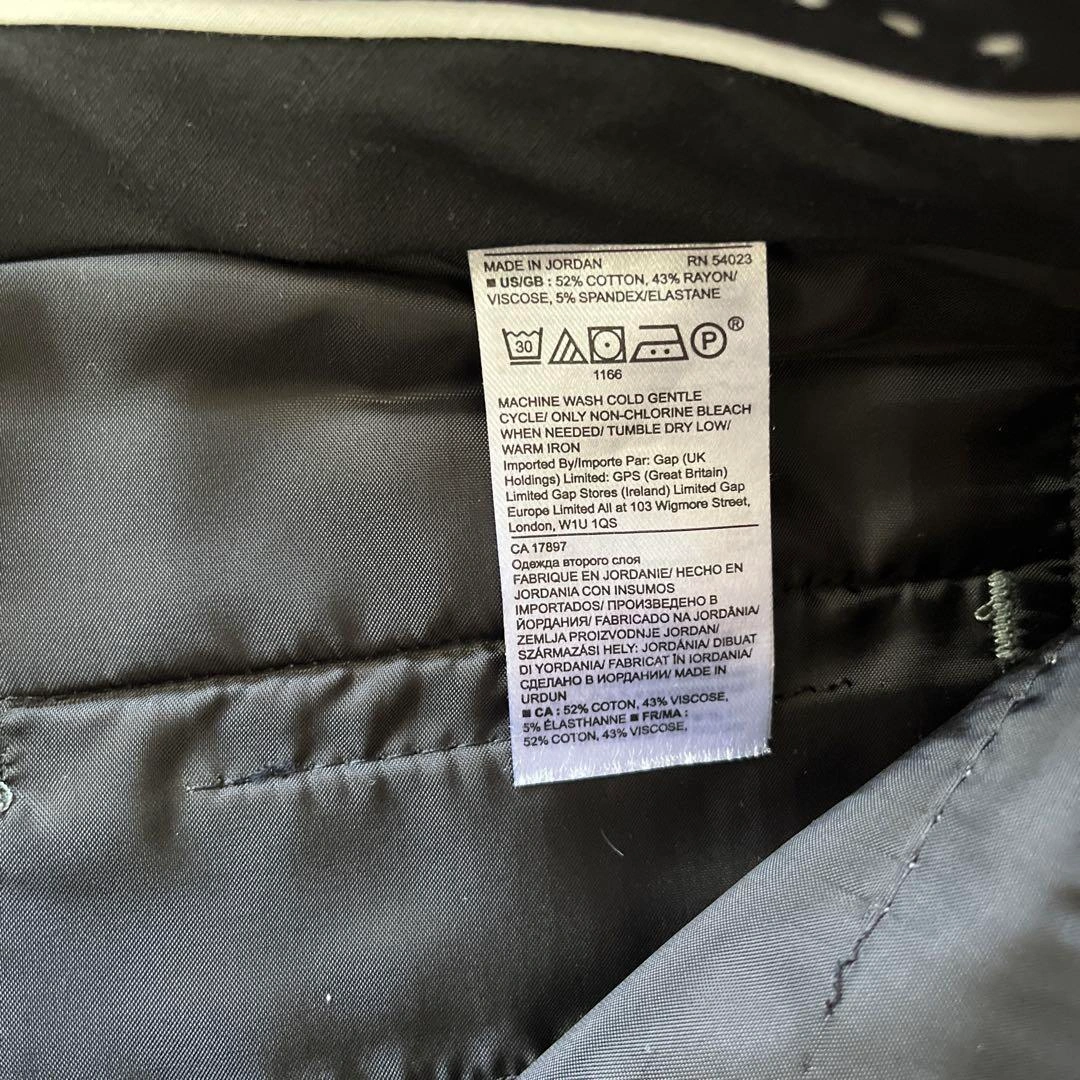 MADE IN JORDAN RN 54023
■ US/GB : 52% COTTON, 43% RAYON/
VISCOSE, 5% SPANDEX/ELASTANE
30 P ®
1166
MACHINE WASH COLD GENTLE
CYCLE/ ONLY NON-CHLORINE BLEACH
WHEN NEEDED/ TUMBLE DRY LOW/
WARM IRON
Imported By/Importe Par: Gap (UK
Holdings) Limited: GPS (Great Britain)
Limited Gap Stores (Ireland) Limited Gap
Europe Limited All at 103 Wigmore Street,
London, W1U 1QS
CA 17897
Одежда второго слоя
FABRIQUE EN JORDANIE/ HECHO EN
JORDANIA CON INSUMOS
IMPORTADOS/ ПРОИЗВЕДЕНО В
ЙОРДАНИЯ/ FABRICADO NA JORDÂNIA/
ZEMLJA PROIZVODNJE JORDAN/
SZÁRMAZÁSI HELY: JORDÁNIA/ DIBUAT
DI YORDANIA/ FABRICAT ÎN IORDANIA/
СДЕЛАНО В ИОРДАНИИ/ MADE IN
URDUN
■ CA : 52% COTON, 43% VISCOSE,
5% ÉLASTHANNE ■ FR/MA :
52% COTON, 43% VISCOSE,